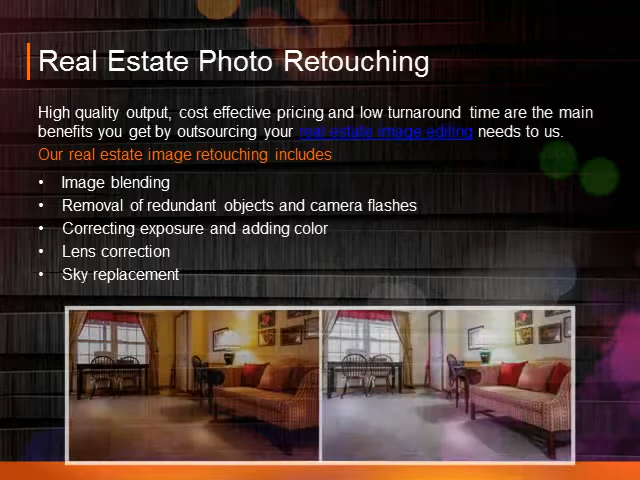 Real Estate Photo Retouching
High quality output, cost effective pricing and low turnaround time are the main
benefits you get by outsourcing your real estate image editing needs to us.
Our real estate image retouching includes
• Image blending
• Removal of redundant objects and camera flashes
• Correcting exposure and adding color
• Lens correction
• Sky replacement